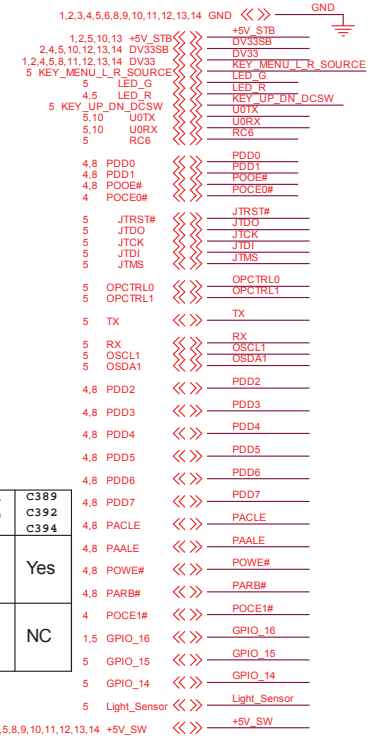 1,2,3,4,5,6,8,9,10,11,12,13,14 GND GND
1,2,5,10,13 +5V_STB +5V_STB
2,4,5,10,12,13,14 DV33SB DV33SB
1,2,4,5,8,11,12,13,14 DV33 DV33
5 KEY_MENU_L_R_SOURCE KEY_MENU_L_R_SOURCE
5 LED_G LED_G
4,5 LED_R LED_R
5 KEY_UP_DN_DCSW KEY_UP_DN_DCSW
5,10 U0TX U0TX
5,10 U0RX U0RX
5 RC6 RC6
4,8 PDD0 PDD0
4,8 PDD1 PDD1
4,8 POOE# POOE#
4 POCE0# POCE0#
5 JTRST# JTRST#
5 JTDO JTDO
5 JTCK JTCK
5 JTDI JTDI
5 JTMS JTMS
5 OPCTRL0 OPCTRL0
5 OPCTRL1 OPCTRL1
5 TX TX
5 RX RX
5 OSCL1 OSCL1
5 OSDA1 OSDA1
4,8 PDD2 PDD2
4,8 PDD3 PDD3
4,8 PDD4 PDD4
4,8 PDD5 PDD5
4,8 PDD6 PDD6
4,8 PDD7 PDD7
4,8 PACLE PACLE
4,8 PAALE PAALE
4,8 POWE# POWE#
4,8 PARB# PARB#
4 POCE1# POCE1#
1,5 GPIO_16 GPIO_16
5 GPIO_15 GPIO_15
5 GPIO_14 GPIO_14
5 Light_Sensor Light_Sensor
,5,8,9,10,11,12,13,14 +5V_SW +5V_SW
C389
C392
C394
Yes
NC